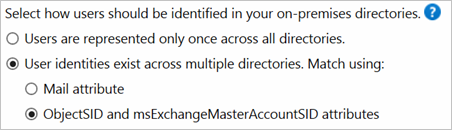 Select how users should be identified in your on-premises directories. ?
Users are represented only once across all directories.
User identities exist across multiple directories. Match using:
Mail attribute
ObjectSID and msExchangeMasterAccountSID attributes